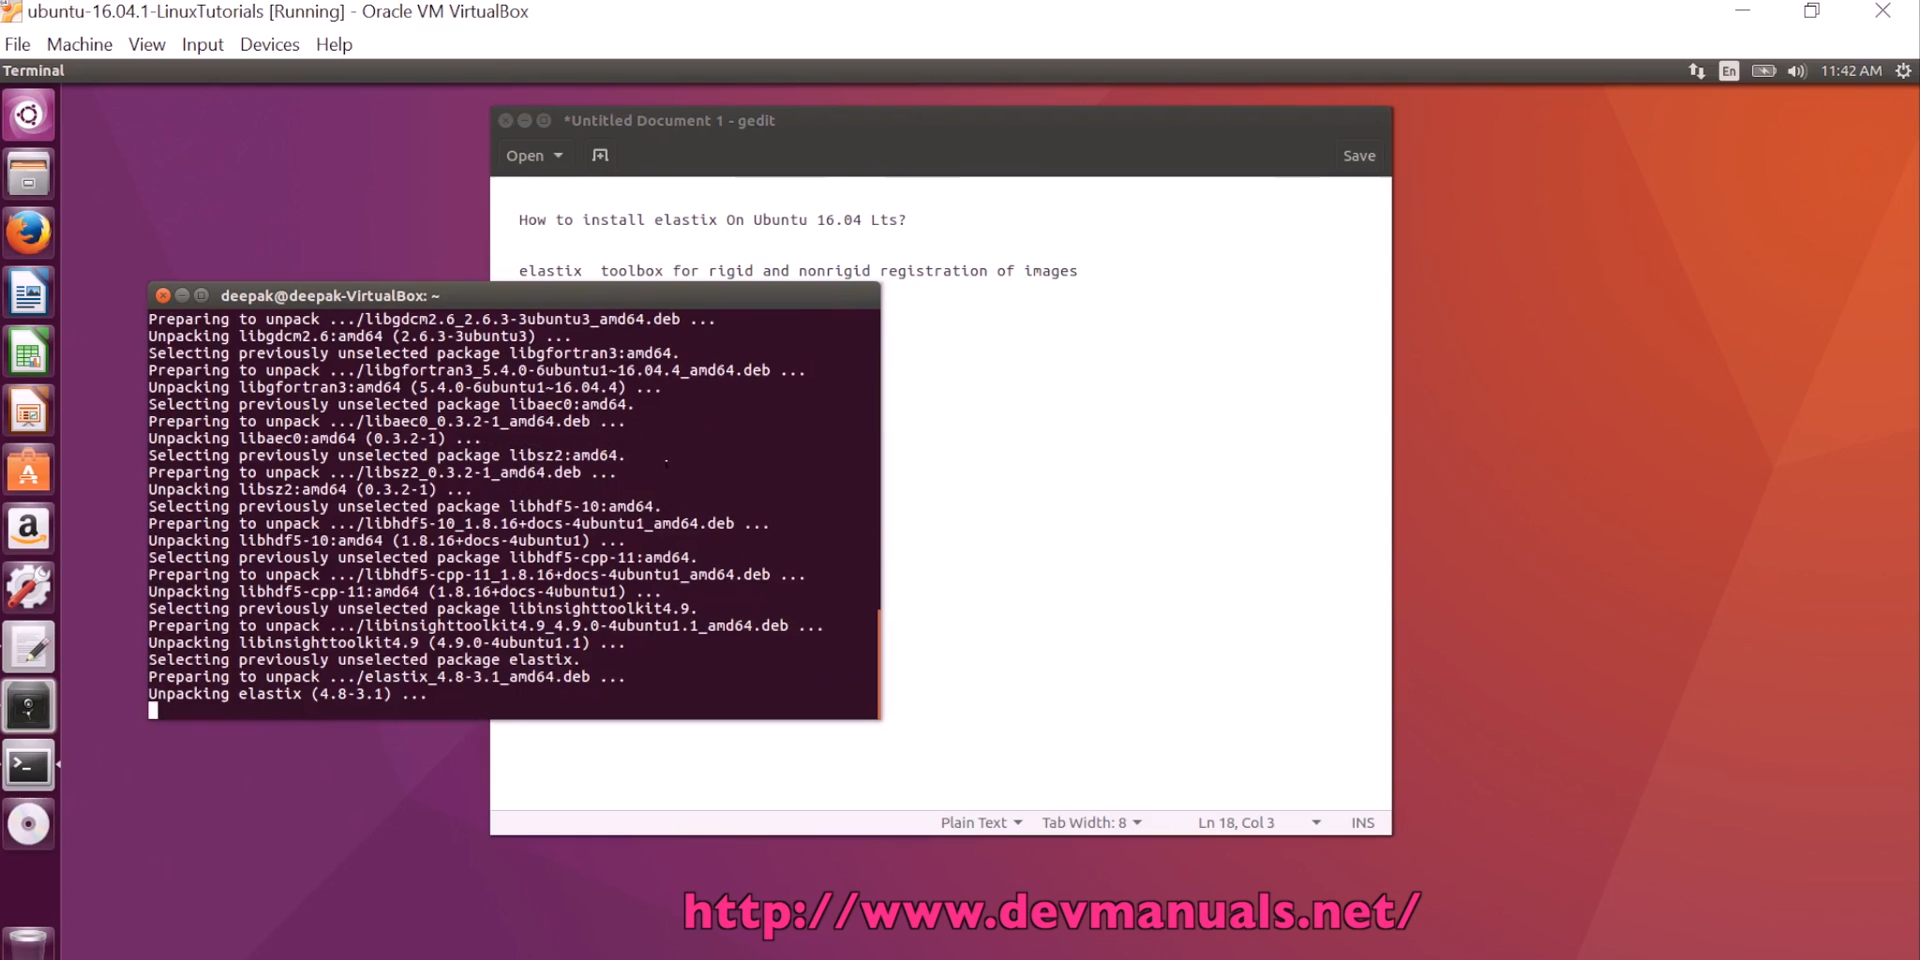 ubuntu-16.04.1-LinuxTutorials [Running] - Oracle VM VirtualBox
File Machine View Input Devices Help
Terminal
En
11:42 AM
*Untitled Document 1 - gedit
Open
Save
How to install elastix On Ubuntu 16.04 Lts?
elastix  toolbox for rigid and nonrigid registration of images
deepak@deepak-VirtualBox: ~
Preparing to unpack .../libgdcm2.6_2.6.3-3ubuntu3_amd64.deb ...
Unpacking libgdcm2.6:amd64 (2.6.3-3ubuntu3) ...
Selecting previously unselected package libgfortran3:amd64.
Preparing to unpack .../libgfortran3_5.4.0-6ubuntu1~16.04.4_amd64.deb ...
Unpacking libgfortran3:amd64 (5.4.0-6ubuntu1~16.04.4) ...
Selecting previously unselected package libaec0:amd64.
Preparing to unpack .../libaec0_0.3.2-1_amd64.deb ...
Unpacking libaec0:amd64 (0.3.2-1) ...
Selecting previously unselected package libsz2:amd64.
Preparing to unpack .../libsz2_0.3.2-1_amd64.deb ...
Unpacking libsz2:amd64 (0.3.2-1) ...
Selecting previously unselected package libhdf5-10:amd64.
Preparing to unpack .../libhdf5-10_1.8.16+docs-4ubuntu1_amd64.deb ...
Unpacking libhdf5-10:amd64 (1.8.16+docs-4ubuntu1) ...
Selecting previously unselected package libhdf5-cpp-11:amd64.
Preparing to unpack .../libhdf5-cpp-11_1.8.16+docs-4ubuntu1_amd64.deb ...
Unpacking libhdf5-cpp-11:amd64 (1.8.16+docs-4ubuntu1) ...
Selecting previously unselected package libinsighttoolkit4.9.
Preparing to unpack .../libinsighttoolkit4.9_4.9.0-4ubuntu1.1_amd64.deb ...
Unpacking libinsighttoolkit4.9 (4.9.0-4ubuntu1.1) ...
Selecting previously unselected package elastix.
Preparing to unpack .../elastix_4.8-3.1_amd64.deb ...
Unpacking elastix (4.8-3.1) ...
Plain Text Tab Width: 8 Ln 18, Col 3 INS
http://www.devmanuals.net/